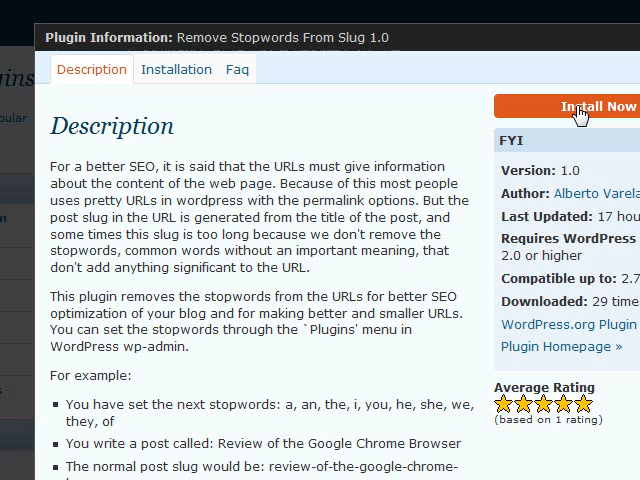 Plugin Information: Remove Stopwords From Slug 1.0
Description Installation Faq
Install Now
Description
For a better SEO, it is said that the URLs must give information
about the content of the web page. Because of this most people
uses pretty URLs in wordpress with the permalink options. But the
post slug in the URL is generated from the title of the post, and
some times this slug is too long because we don't remove the
stopwords, common words without an important meaning, that
don't add anything significant to the URL.
This plugin removes the stopwords from the URLs for better SEO
optimization of your blog and for making better and smaller URLs.
You can set the stopwords through the `Plugins' menu in
WordPress wp-admin.
For example:
You have set the next stopwords: a, an, the, i, you, he, she, we,
they, of
You write a post called: Review of the Google Chrome Browser
The normal post slug would be: review-of-the-google-chrome-
FYI
Version: 1.0
Author: Alberto Varela
Last Updated: 17 hou
Requires WordPress
2.0 or higher
Compatible up to: 2.7
Downloaded: 29 time
WordPress.org Plugin
Plugin Homepage »
Average Rating
(based on 1 rating)
gins
pular